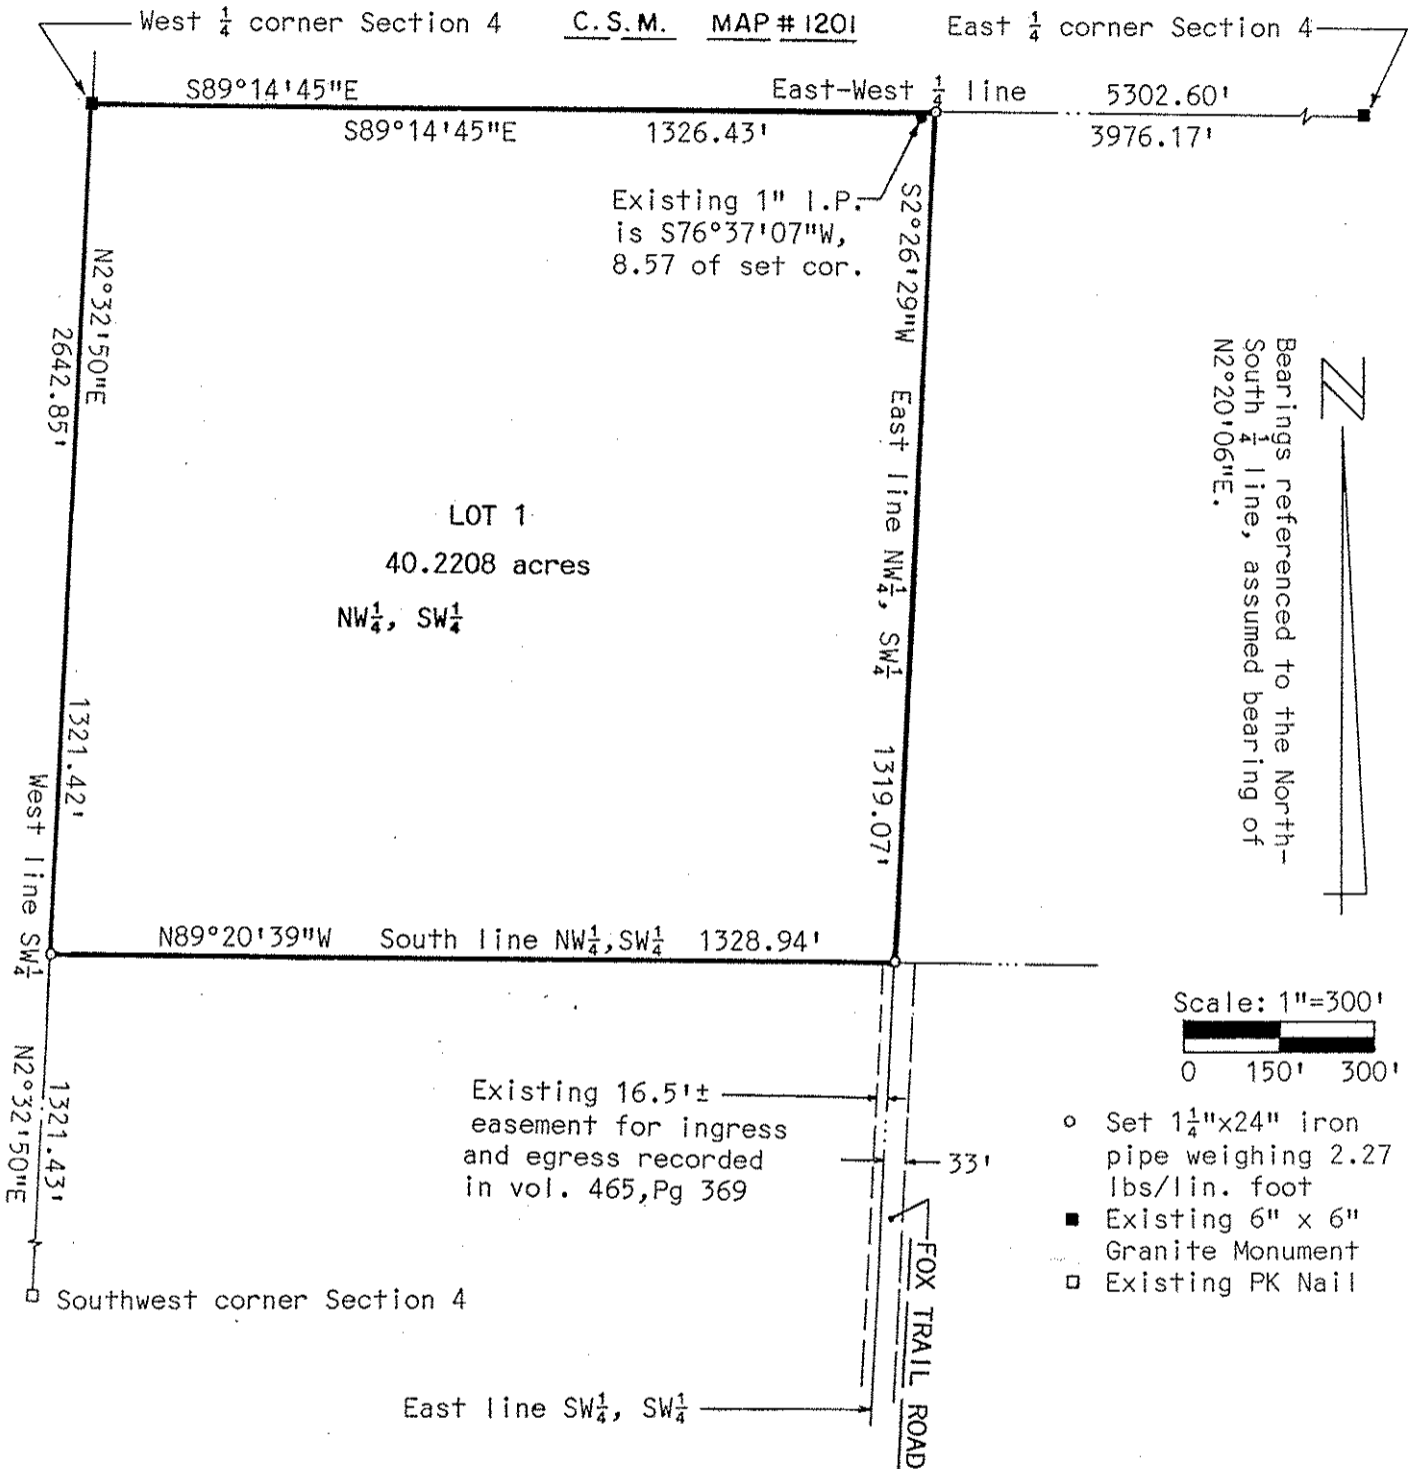 West 1/4 corner Section 4
C.S.M. MAP # 1201
East 1/4 corner Section 4
S89°14'45"E
East-West 1/4 line
5302.60'
S89°14'45"E
1326.43'
3976.17'
Existing 1" I.P.
is S76°37'07"W,
8.57 of set cor.
S2°26'29"W East line NW1/4, SW1/4 1319.07'
N2°32'50"E
2642.85'
Bearings referenced to the North-
South 1/4 line, assumed bearing of
N2°20'06"E.
N
LOT 1
40.2208 acres
NW1/4, SW1/4
1321.42'
West line SW1/4 N2°32'50"E
N89°20'39"W South line NW1/4, SW1/4 1328.94'
Scale: 1"=300'
0 150' 300'
1321.43'
Existing 16.5'±
easement for ingress
and egress recorded
in vol. 465,Pg 369
33'
FOX TRAIL ROAD
Set 1 1/4"x24" iron
pipe weighing 2.27
lbs/lin. foot
Existing 6" x 6"
Granite Monument
Existing PK Nail
Southwest corner Section 4
East line SW1/4, SW1/4